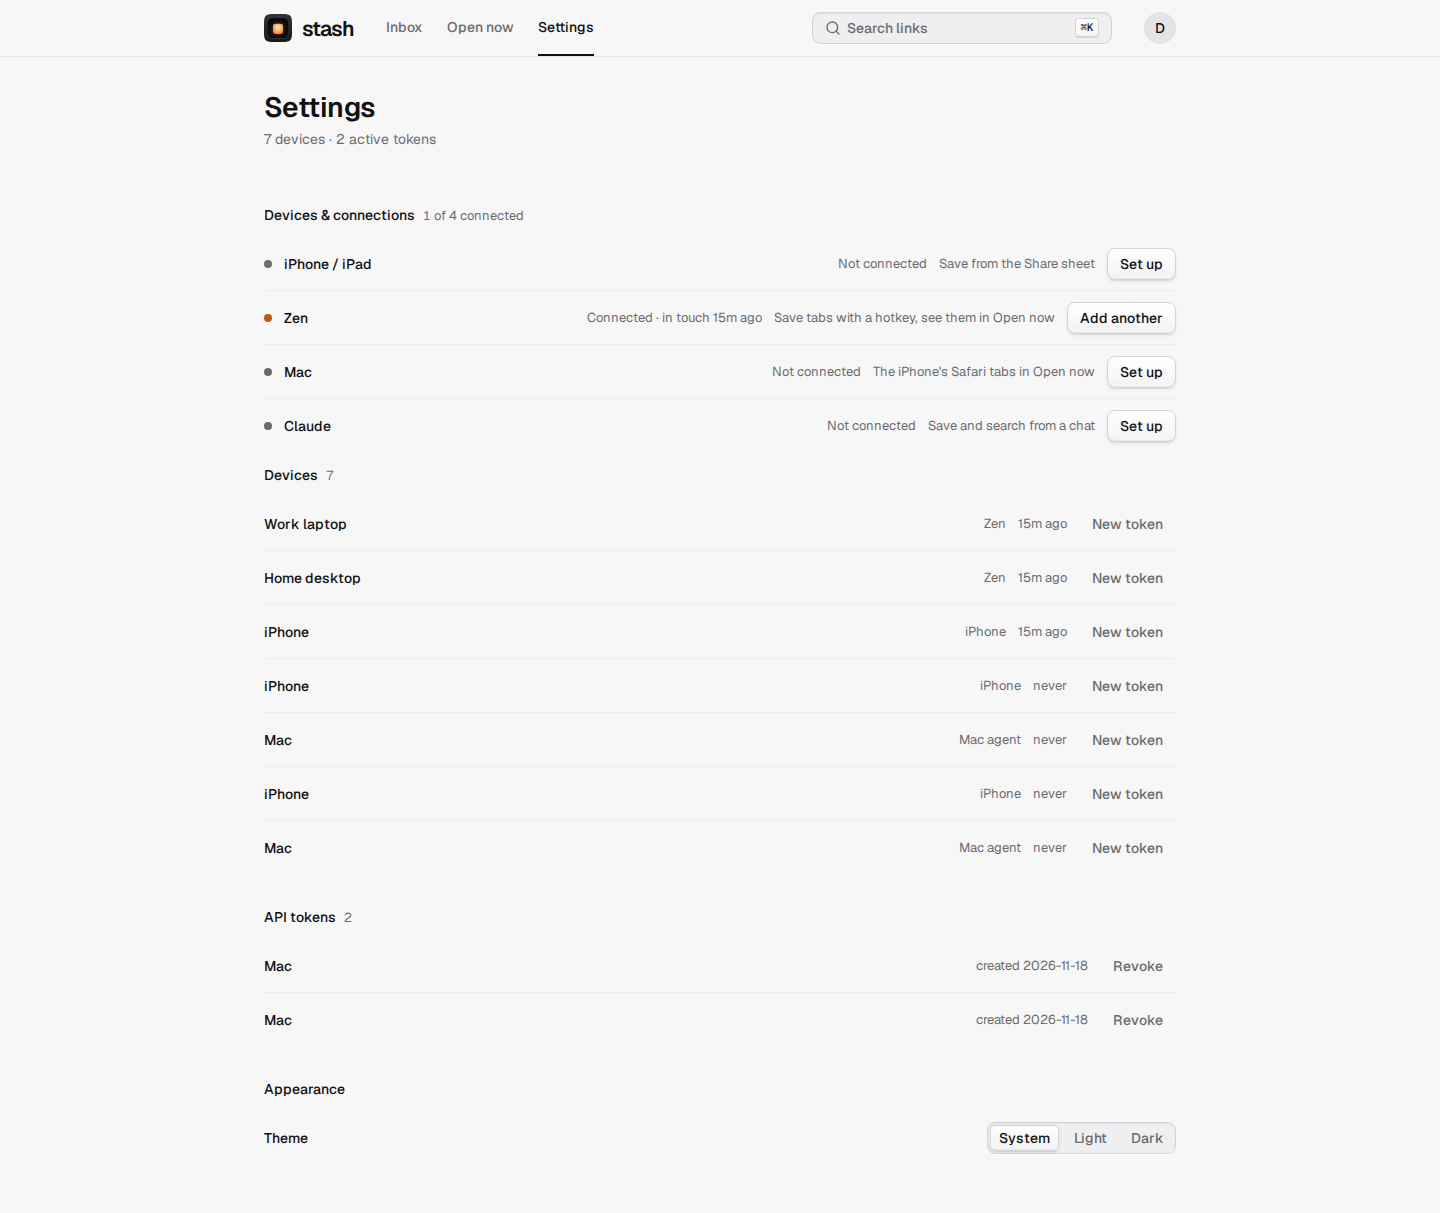 stash Inbox Open now Settings Search links ⌘K D
Settings
7 devices · 2 active tokens
Devices & connections 1 of 4 connected
iPhone / iPad Not connected Save from the Share sheet Set up
Zen Connected · in touch 15m ago Save tabs with a hotkey, see them in Open now Add another
Mac Not connected The iPhone's Safari tabs in Open now Set up
Claude Not connected Save and search from a chat Set up
Devices 7
Work laptop Zen 15m ago New token
Home desktop Zen 15m ago New token
iPhone iPhone 15m ago New token
iPhone iPhone never New token
Mac Mac agent never New token
iPhone iPhone never New token
Mac Mac agent never New token
API tokens 2
Mac created 2026-11-18 Revoke
Mac created 2026-11-18 Revoke
Appearance
Theme System Light Dark